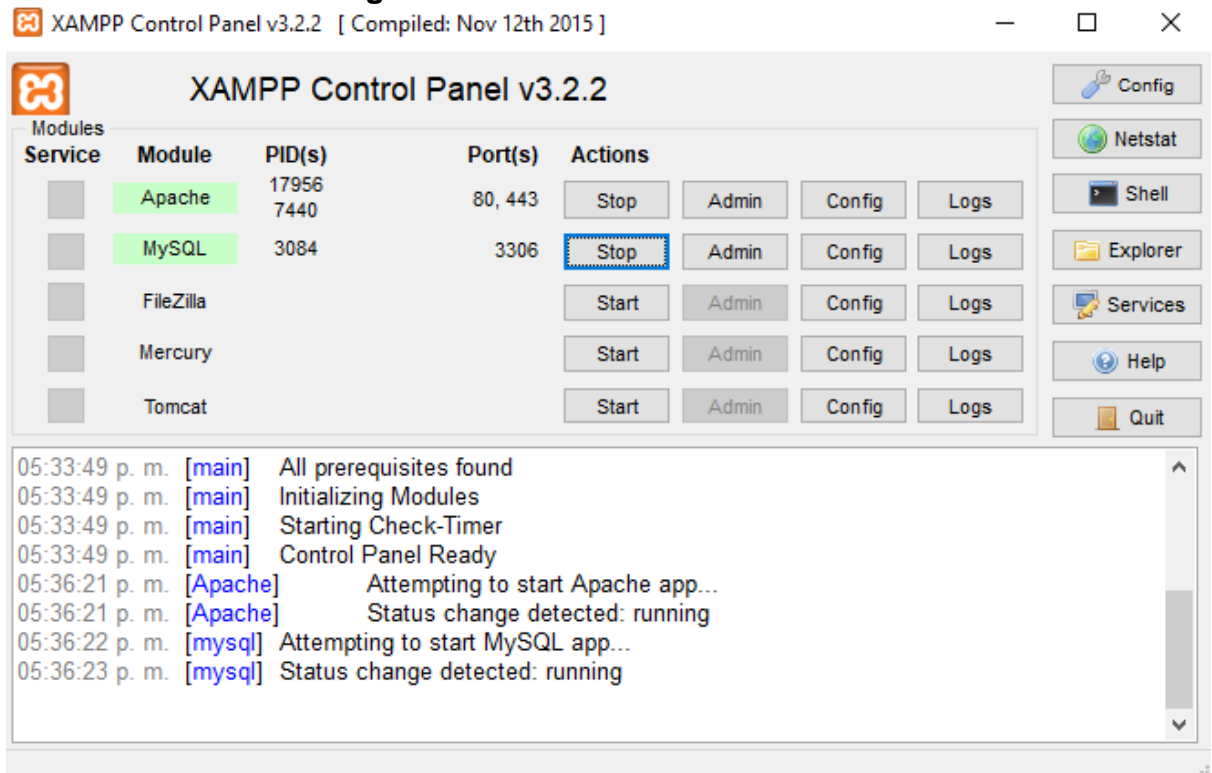 XAMPP Control Panel v3.2.2 [ Compiled: Nov 12th 2015 ]
XAMPP Control Panel v3.2.2
Config
Modules
Netstat
Service Module PID(s) Port(s) Actions
Apache 17956 7440 80, 443 Stop Admin Config Logs
Shell
MySQL 3084 3306 Stop Admin Config Logs
Explorer
FileZilla Start Admin Config Logs
Services
Mercury Start Admin Config Logs
Help
Tomcat Start Admin Config Logs
Quit
05:33:49 p. m. [main] All prerequisites found
05:33:49 p. m. [main] Initializing Modules
05:33:49 p. m. [main] Starting Check-Timer
05:33:49 p. m. [main] Control Panel Ready
05:36:21 p. m. [Apache] Attempting to start Apache app...
05:36:21 p. m. [Apache] Status change detected: running
05:36:22 p. m. [mysql] Attempting to start MySQL app...
05:36:23 p. m. [mysql] Status change detected: running